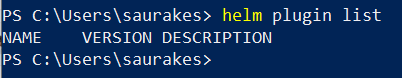 PS C:\Users\saurakes> helm plugin list
NAME    VERSION DESCRIPTION
PS C:\Users\saurakes>